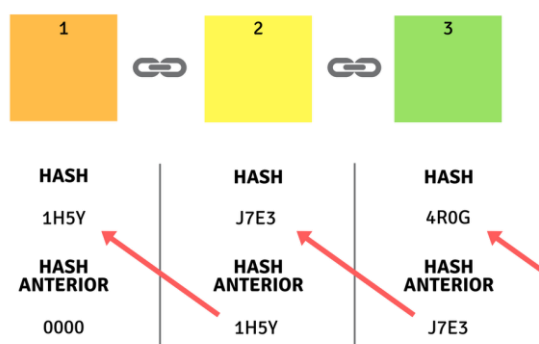 1
2
3
HASH
HASH
HASH
1H5Y
J7E3
4R0G
HASH
ANTERIOR
HASH
ANTERIOR
HASH
ANTERIOR
0000
1H5Y
J7E3